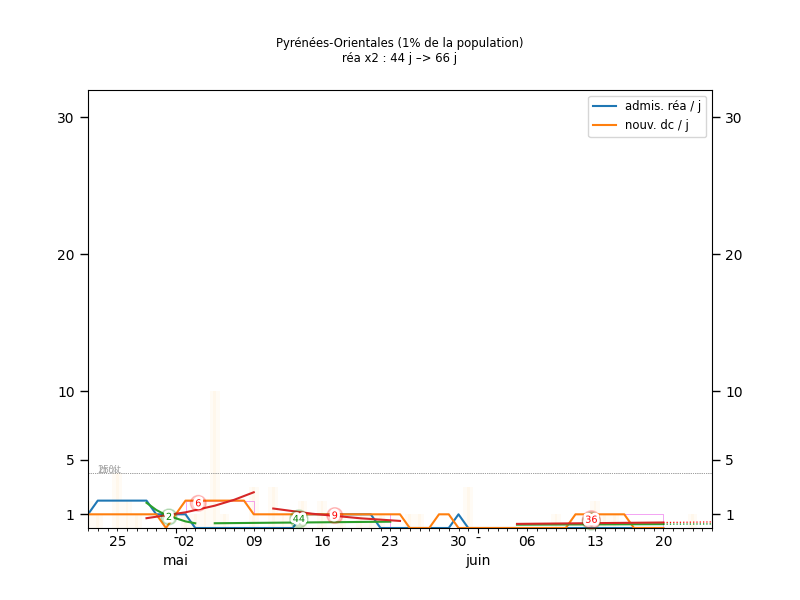 Pyrénées-Orientales (1% de la population)
réa x2 : 44 j –> 66 j
admis. réa / j
nouv. dc / j
30 30
20 20
10 10
5 5
1 1
6
2
44
9
36
25 02 09 16 23 30 06 13 20
mai juin